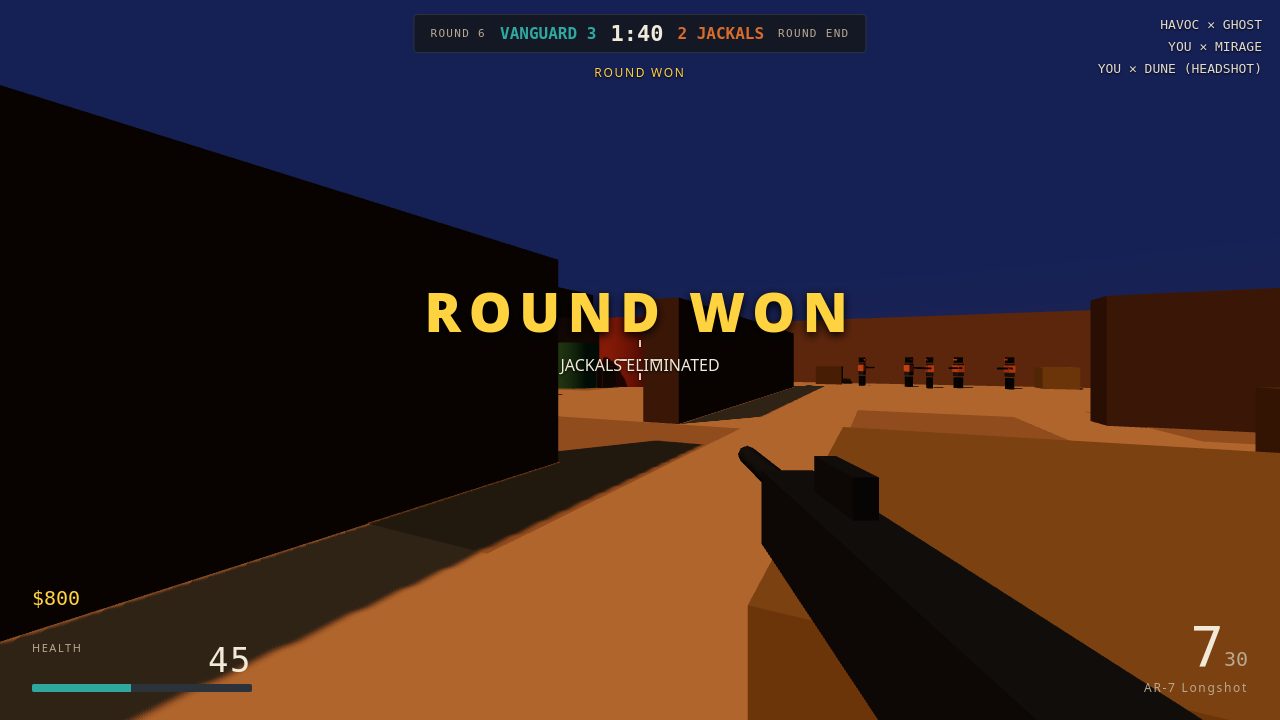 ROUND 6 VANGUARD 3 1:40 2 JACKALS ROUND END
ROUND WON
HAVOC × GHOST
YOU × MIRAGE
YOU × DUNE (HEADSHOT)
ROUND WON
JACKALS ELIMINATED
$800
HEALTH 45
7 30
AR-7 Longshot